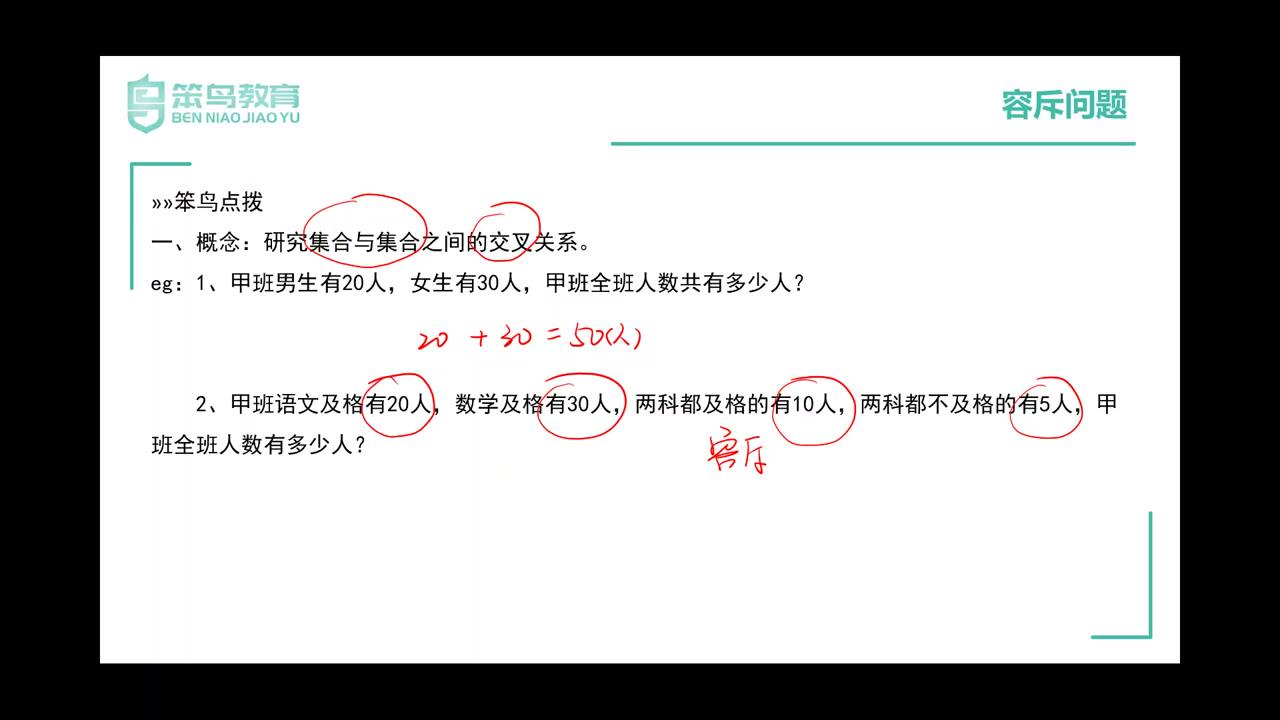 笨鸟教育
BEN NIAO JIAO YU
容斥问题
»»笨鸟点拨
一、概念：研究集合与集合之间的交叉关系。
eg：1、甲班男生有20人，女生有30人，甲班全班人数共有多少人？
20 + 30 = 50(人)
2、甲班语文及格有20人，数学及格有30人，两科都及格的有10人，两科都不及格的有5人，甲
班全班人数有多少人？
容斥